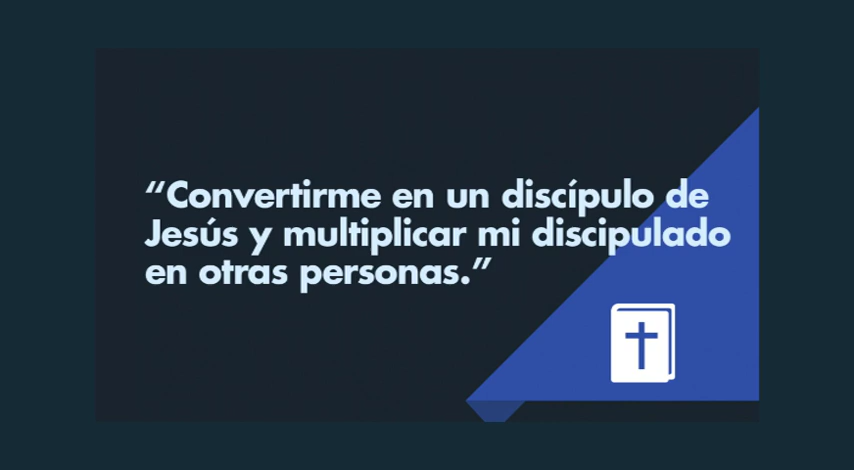 “Convertirme en un discípulo de
Jesús y multiplicar mi discipulado
en otras personas.”